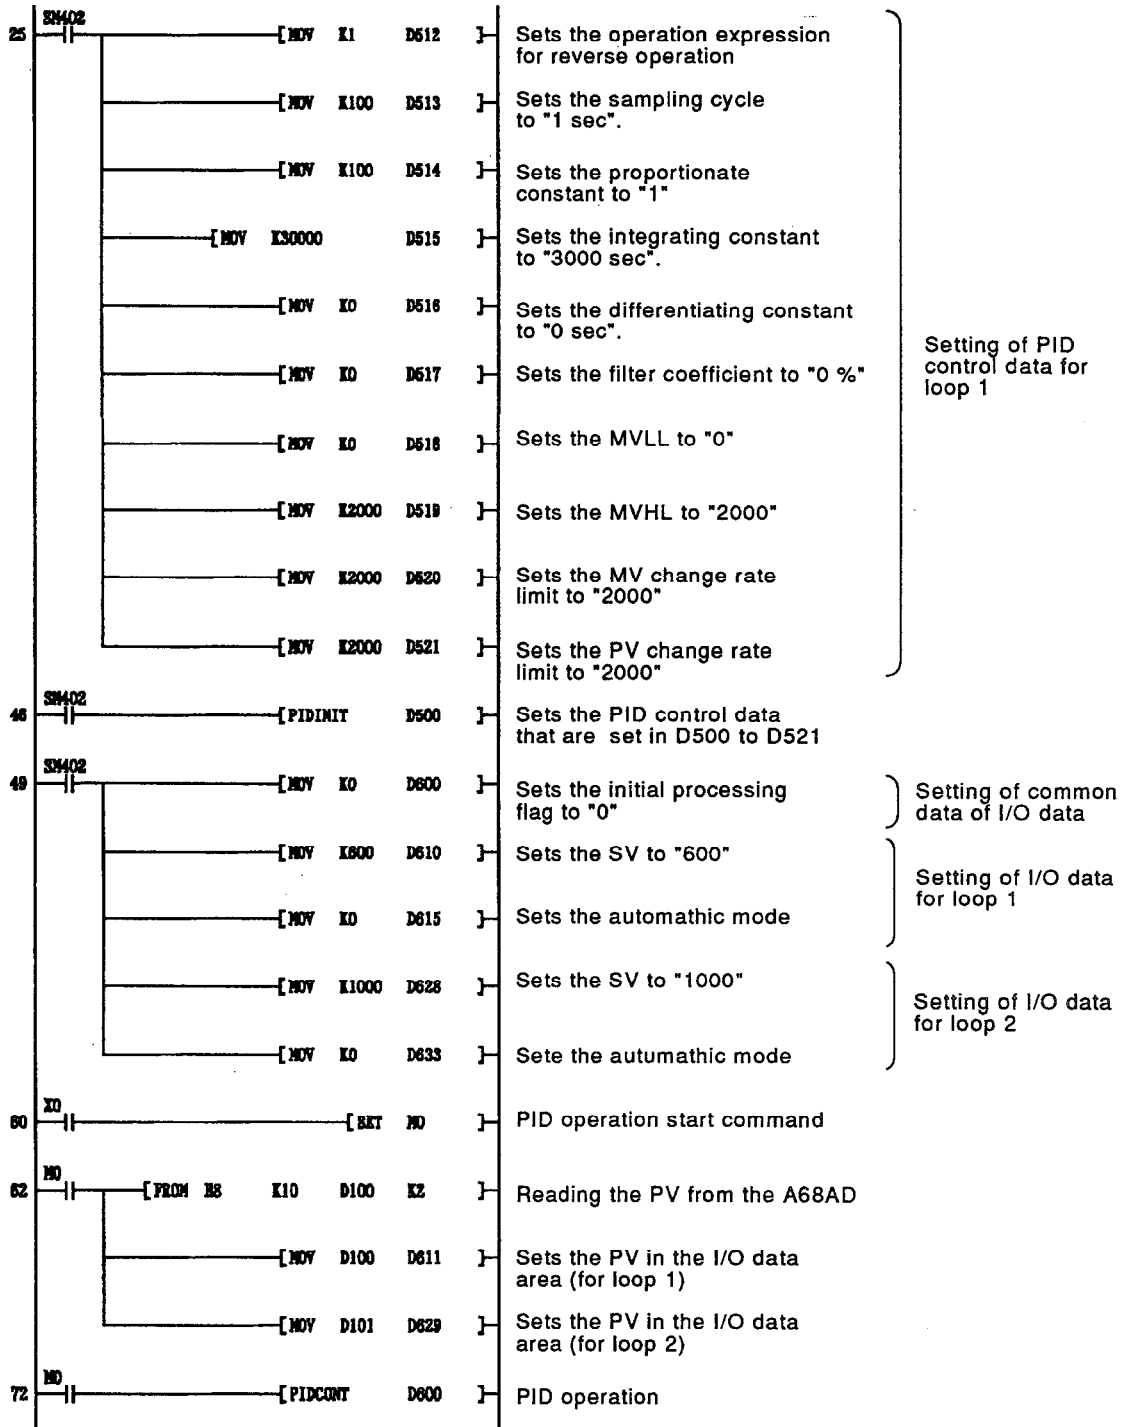 SM402
25 [MOV K1 D512 ] Sets the operation expression
for reverse operation
[MOV K100 D513 ] Sets the sampling cycle
to "1 sec".
[MOV K100 D514 ] Sets the proportionate
constant to "1"
[MOV K30000 D515 ] Sets the integrating constant
to "3000 sec".
[MOV K0 D516 ] Sets the differentiating constant
to "0 sec".
Setting of PID
control data for
loop 1
[MOV K0 D517 ] Sets the filter coefficient to "0 %"
[MOV K0 D518 ] Sets the MVLL to "0"
[MOV K2000 D519 ] Sets the MVHL to "2000"
[MOV K2000 D520 ] Sets the MV change rate
limit to "2000"
[MOV K2000 D521 ] Sets the PV change rate
limit to "2000"
SM402
46 [PIDINIT D500 ] Sets the PID control data
that are set in D500 to D521
SM402
49 [MOV K0 D600 ] Sets the initial processing
flag to "0"
Setting of common
data of I/O data
[MOV K600 D610 ] Sets the SV to "600"
Setting of I/O data
for loop 1
[MOV K0 D615 ] Sets the automathic mode
[MOV K1000 D628 ] Sets the SV to "1000"
Setting of I/O data
for loop 2
[MOV K0 D633 ] Sete the autumathic mode
X0
60 [SET M0 ] PID operation start command
M0
62 [FROM H8 K10 D100 K2 ] Reading the PV from the A68AD
[MOV D100 D611 ] Sets the PV in the I/O data
area (for loop 1)
[MOV D101 D629 ] Sets the PV in the I/O data
area (for loop 2)
M0
72 [PIDCONT D600 ] PID operation